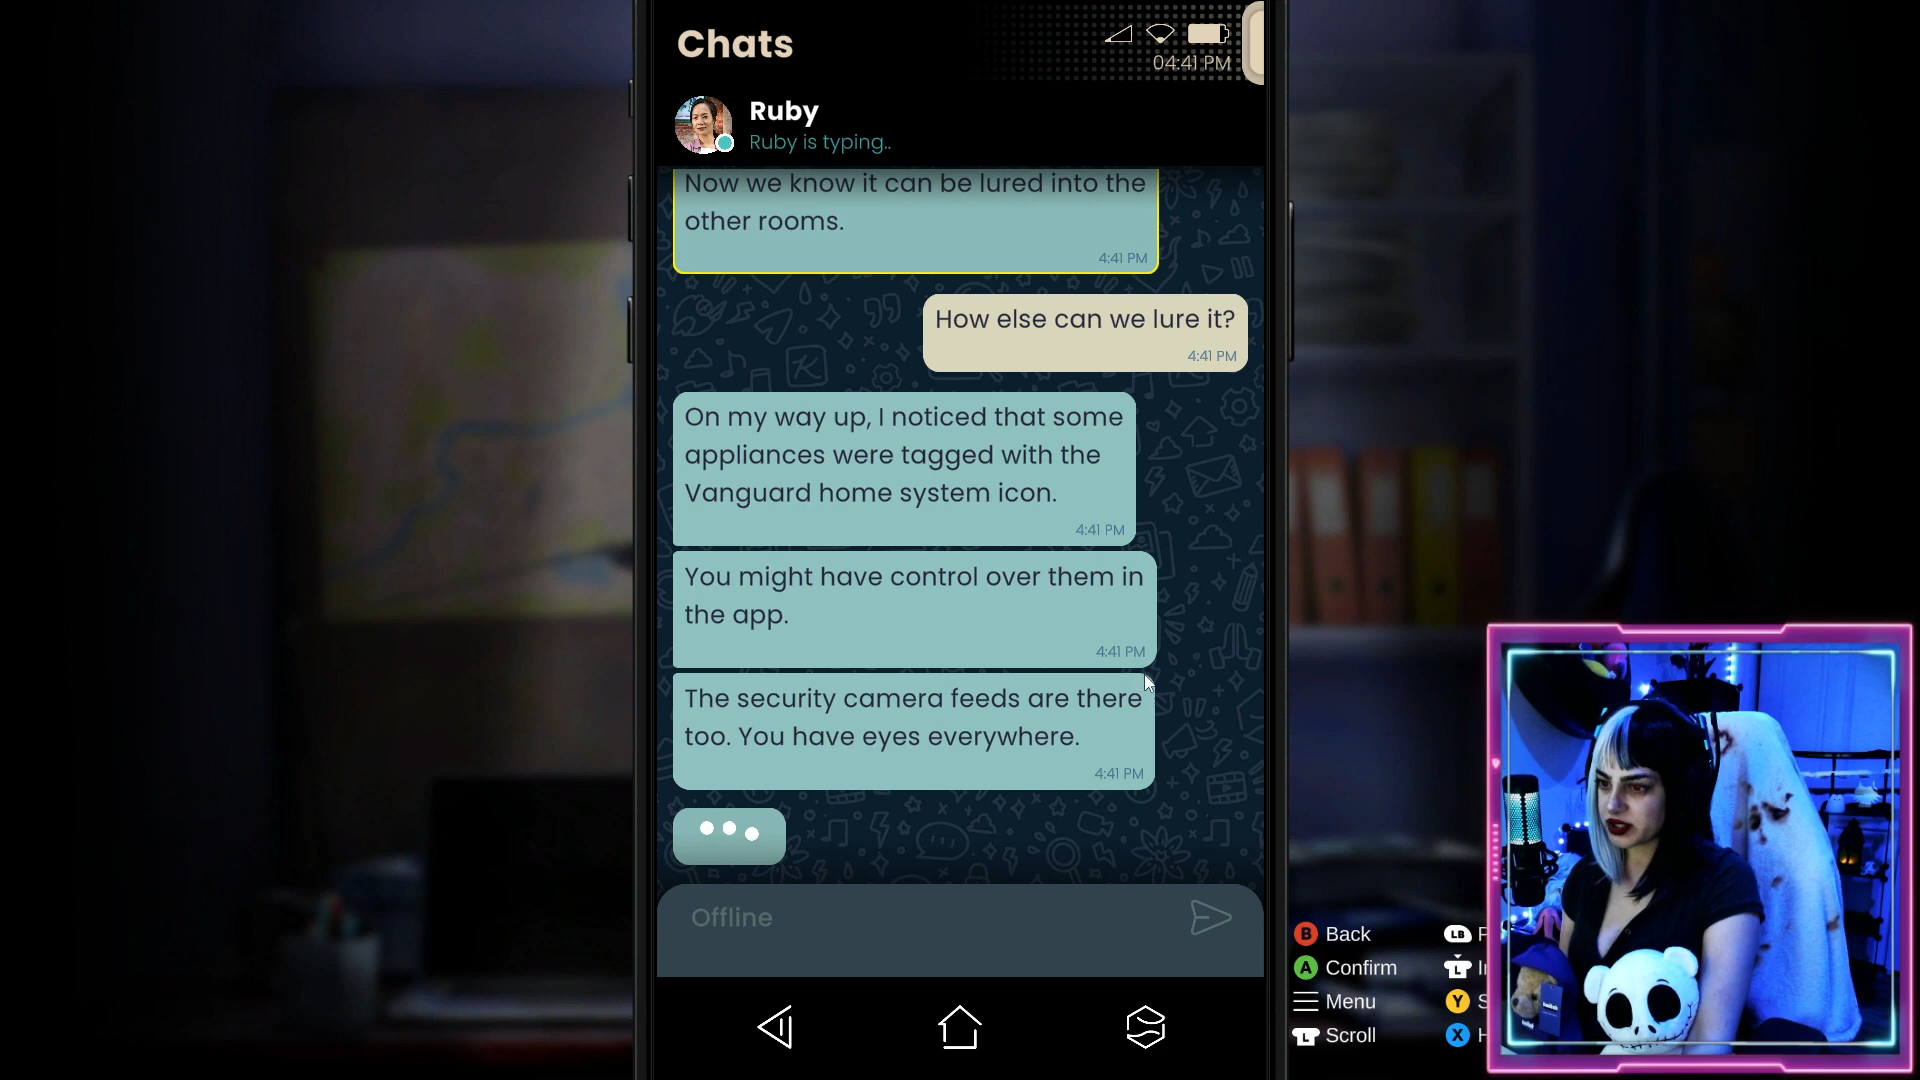 Chats
04:41 PM
Ruby
Ruby is typing..
Now we know it can be lured into the
other rooms.
4:41 PM
How else can we lure it?
4:41 PM
On my way up, I noticed that some
appliances were tagged with the
Vanguard home system icon.
4:41 PM
You might have control over them in
the app.
4:41 PM
The security camera feeds are there
too. You have eyes everywhere.
4:41 PM
Offline
B Back
LB
A Confirm
L
Menu
Y S
L Scroll
X H